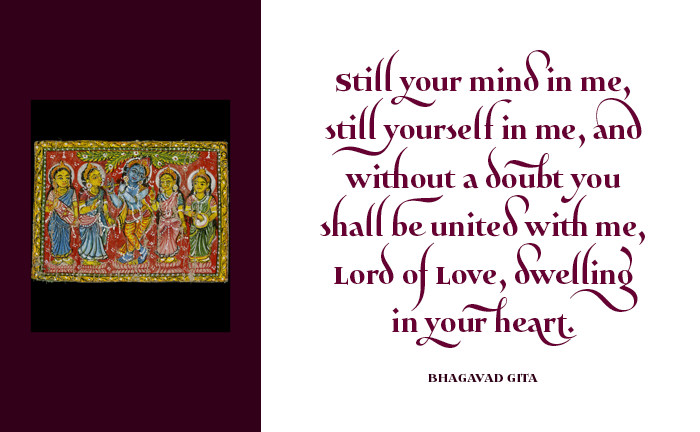 Still your mind in me,
still yourself in me, and
without a doubt you
shall be united with me,
Lord of Love, dwelling
in your heart.
BHAGAVAD GITA